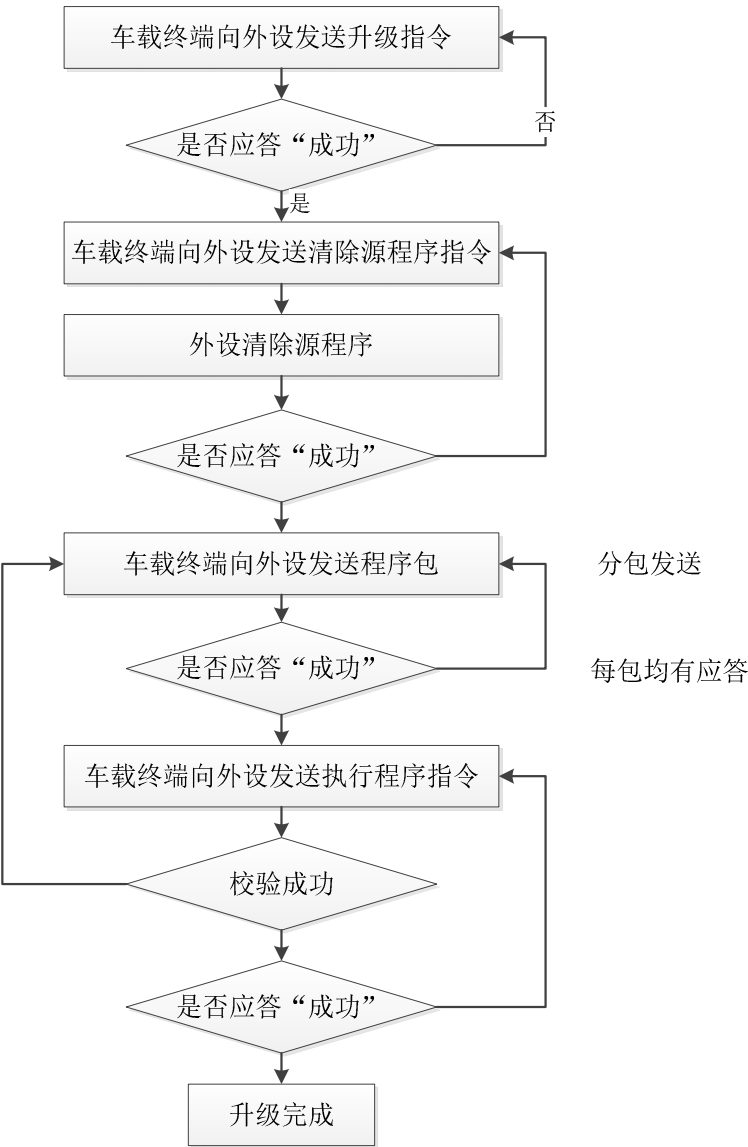 车载终端向外设发送升级指令
否
是否应答“成功”
是
车载终端向外设发送清除源程序指令
外设清除源程序
是否应答“成功”
车载终端向外设发送程序包
分包发送
是否应答“成功”
每包均有应答
车载终端向外设发送执行程序指令
校验成功
是否应答“成功”
升级完成